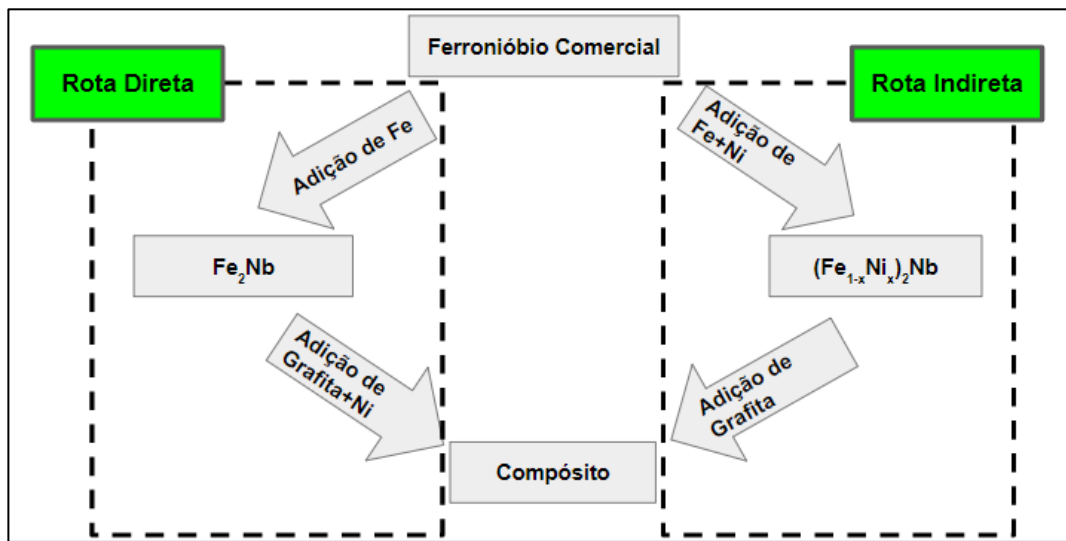 Ferronióbio Comercial
Rota Direta
Rota Indireta
Adição de Fe
Adição de
Fe+Ni
Fe₂Nb
(Fe₁₋ₓNiₓ)₂Nb
Adição de
Grafita+Ni
Adição de
Grafita
Compósito